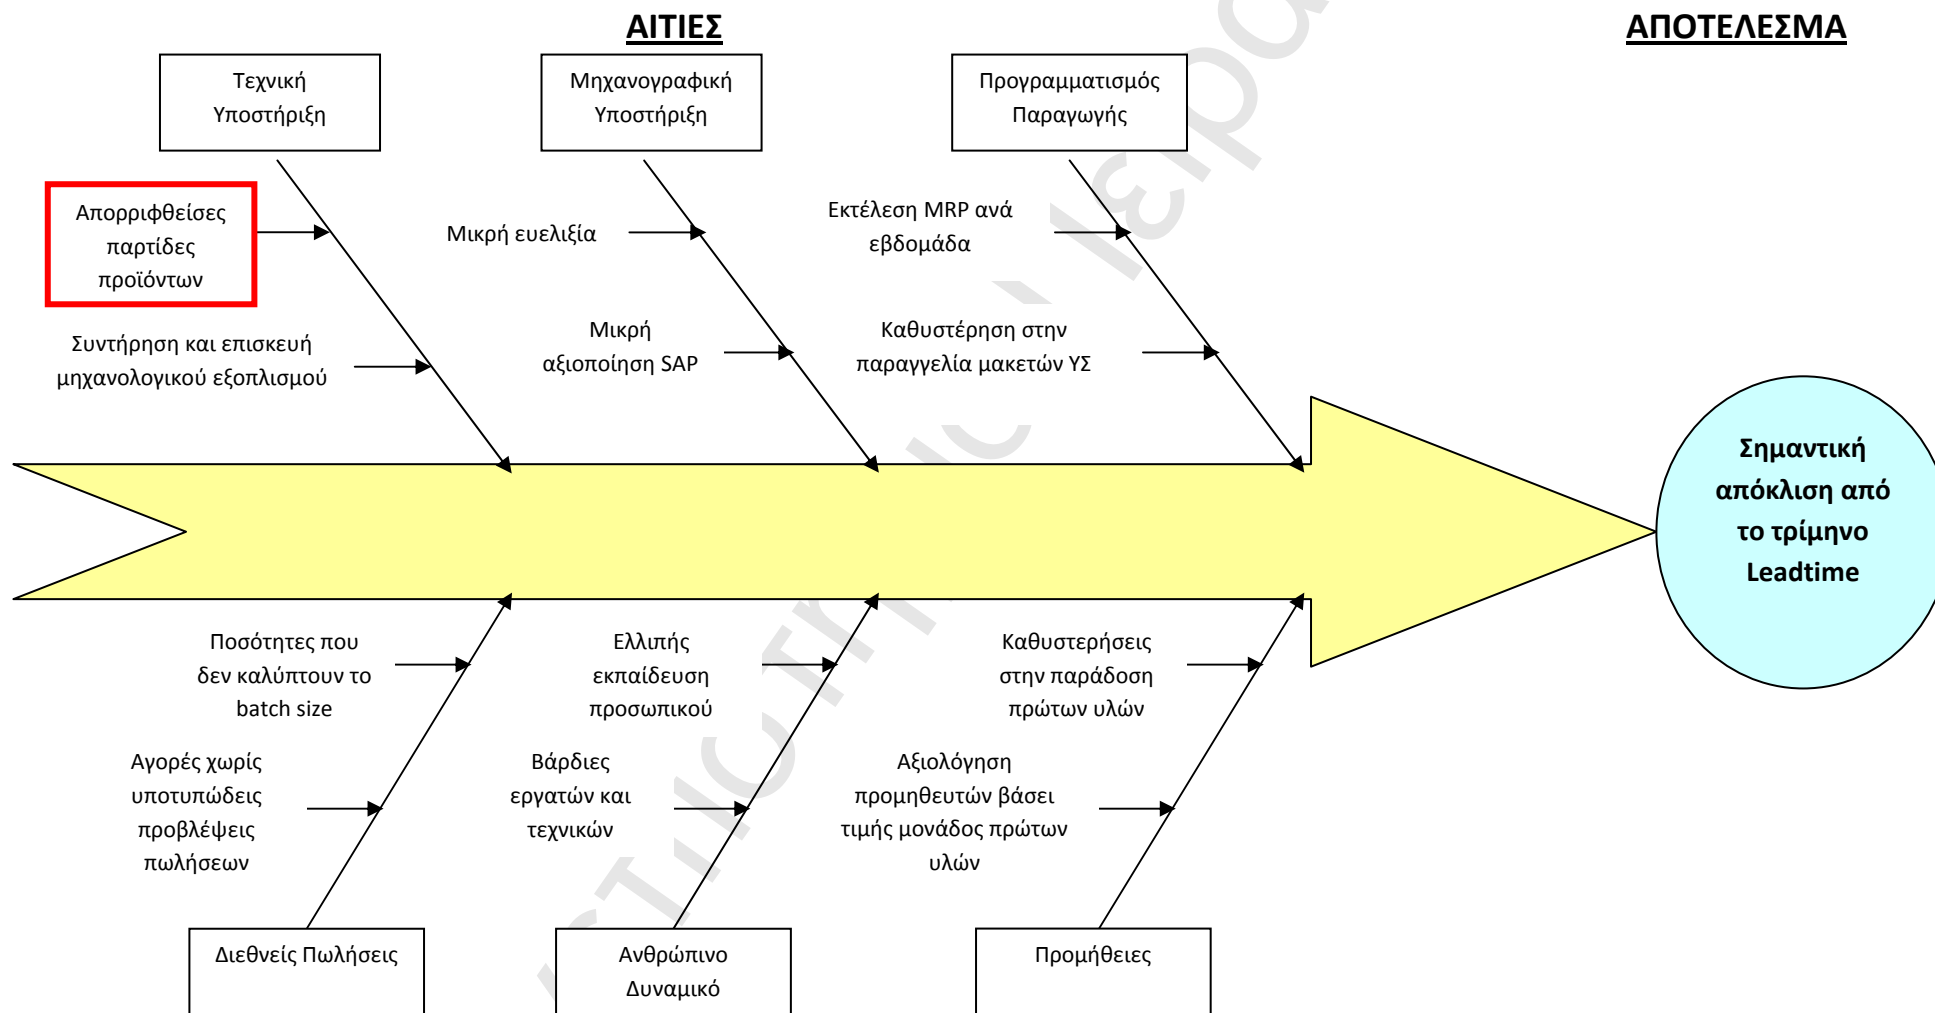 ΑΙΤΙΕΣ
ΑΠΟΤΕΛΕΣΜΑ
Τεχνική
Υποστήριξη
Μηχανογραφική
Υποστήριξη
Προγραμματισμός
Παραγωγής
Απορριφθείσες
παρτίδες
προϊόντων
Μικρή ευελιξία
Εκτέλεση MRP ανά
εβδομάδα
Συντήρηση και επισκευή
μηχανολογικού εξοπλισμού
Μικρή
αξιοποίηση SAP
Καθυστέρηση στην
παραγγελία μακετών ΥΣ
Σημαντική
απόκλιση από
το τρίμηνο
Leadtime
Ποσότητες που
δεν καλύπτουν το
batch size
Ελλιπής
εκπαίδευση
προσωπικού
Καθυστερήσεις
στην παράδοση
πρώτων υλών
Αγορές χωρίς
υποτυπώδεις
προβλέψεις
πωλήσεων
Βάρδιες
εργατών και
τεχνικών
Αξιολόγηση
προμηθευτών βάσει
τιμής μονάδος πρώτων
υλών
Διεθνείς Πωλήσεις
Ανθρώπινο
Δυναμικό
Προμήθειες